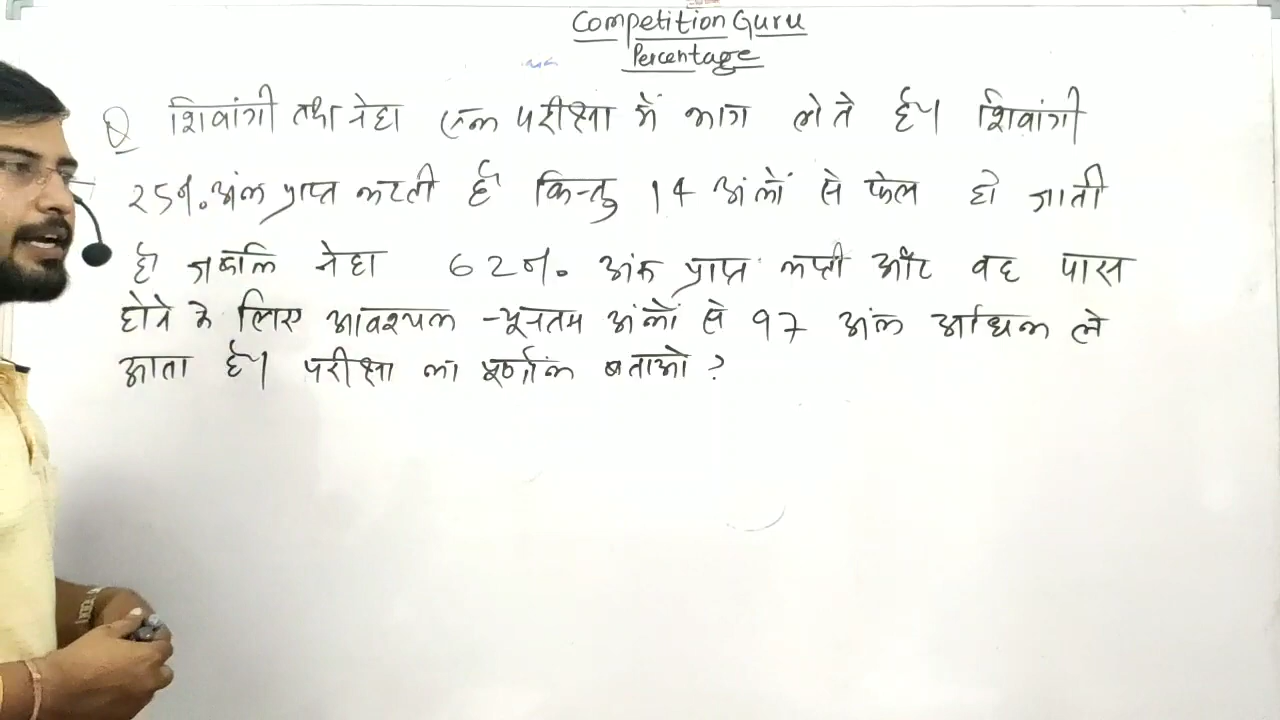 Competition Guru
Percentage
Q शिवांगी तथा नेहा एक परीक्षा में भाग लेते है। शिवांगी
25%. अंक प्राप्त करती है किन्तु 14 अंको से फेल हो जाती
है जबकि नेहा 62%. अंक प्राप्त करती और वह पास
होने के लिए आवश्यक न्यूनतम अंकों से 97 अंक अधिक ले
आता है। परीक्षा का पूर्णांक बताओ ?